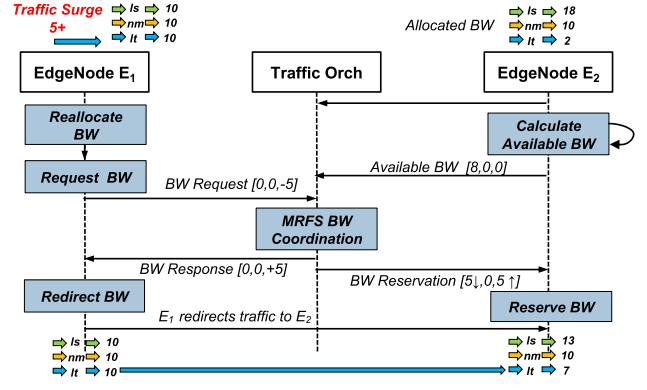 Traffic Surge
5+
ls 10
nm 10
lt 10
Allocated BW
ls 18
nm 10
lt 2
EdgeNode E₁
Traffic Orch
EdgeNode E₂
Reallocate
BW
Calculate
Available BW
Request BW
Available BW [8,0,0]
BW Request [0,0,-5]
MRFS BW
Coordination
BW Response [0,0,+5]
BW Reservation [5↓,0,5 ↑]
Redirect BW
Reserve BW
E₁ redirects traffic to E₂
ls 10
nm 10
lt 10
ls 13
nm 10
lt 7